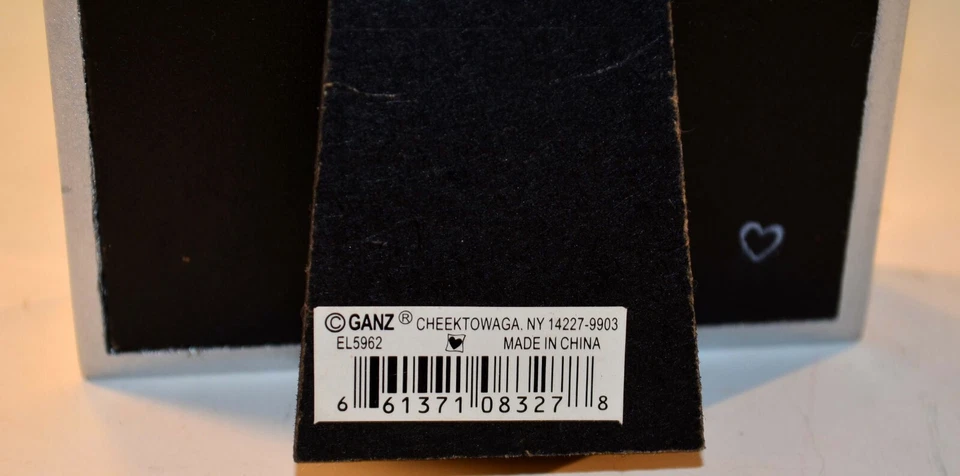 © GANZ ® CHEEKTOWAGA, NY 14227-9903
EL5962 MADE IN CHINA
6 61371 08327 8